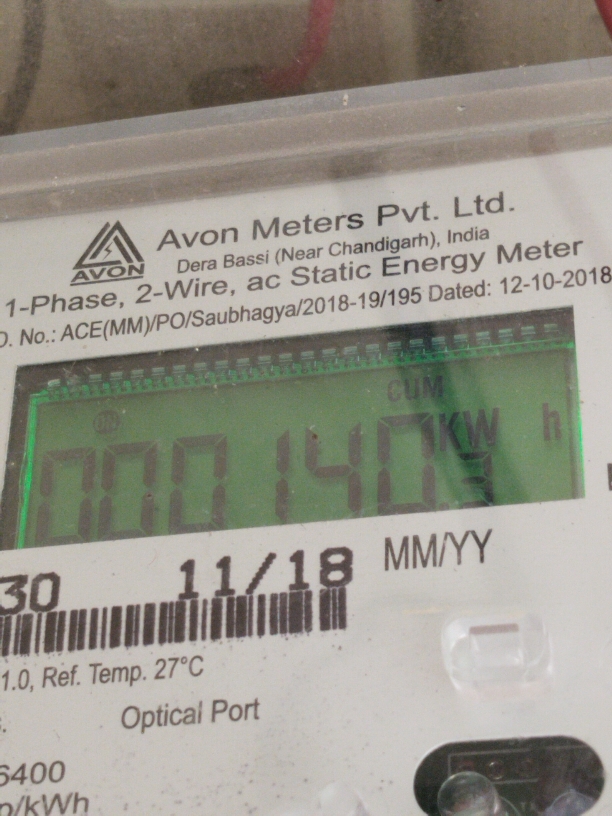 AVON
Avon Meters Pvt. Ltd.
Dera Bassi (Near Chandigarh), India
1-Phase, 2-Wire, ac Static Energy Meter
O. No.: ACE(MM)/PO/Saubhagya/2018-19/195 Dated: 12-10-2018
CUM
000140 KW h
3
30 11/18 MM/YY
1.0, Ref. Temp. 27°C
Optical Port
6400
p/kWh